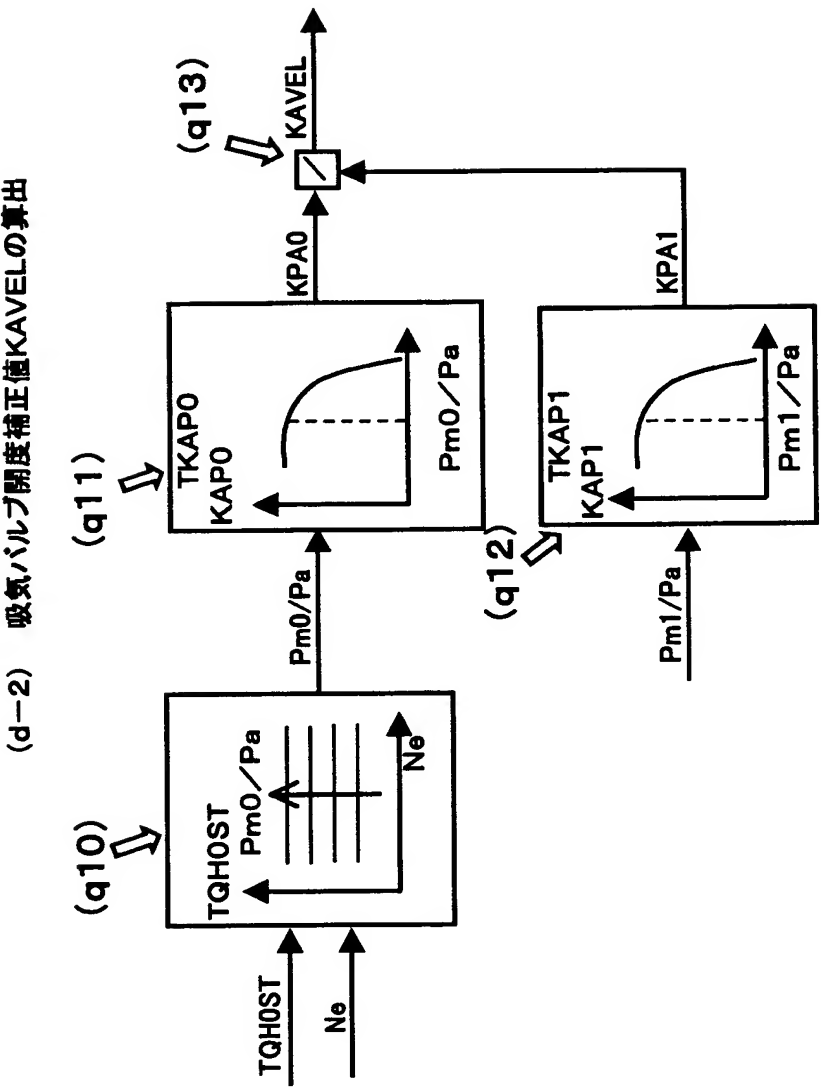 (d−2) 吸気バルブ開度補正値KAVELの算出
(q10)
TQH0ST
Ne
TQH0ST
Pm0/Pa
Ne
Pm0/Pa
(q11)
TKAP0
KAP0
Pm0/Pa
KPA0
(q13)
KAVEL
(q12)
Pm1/Pa
TKAP1
KAP1
Pm1/Pa
KPA1